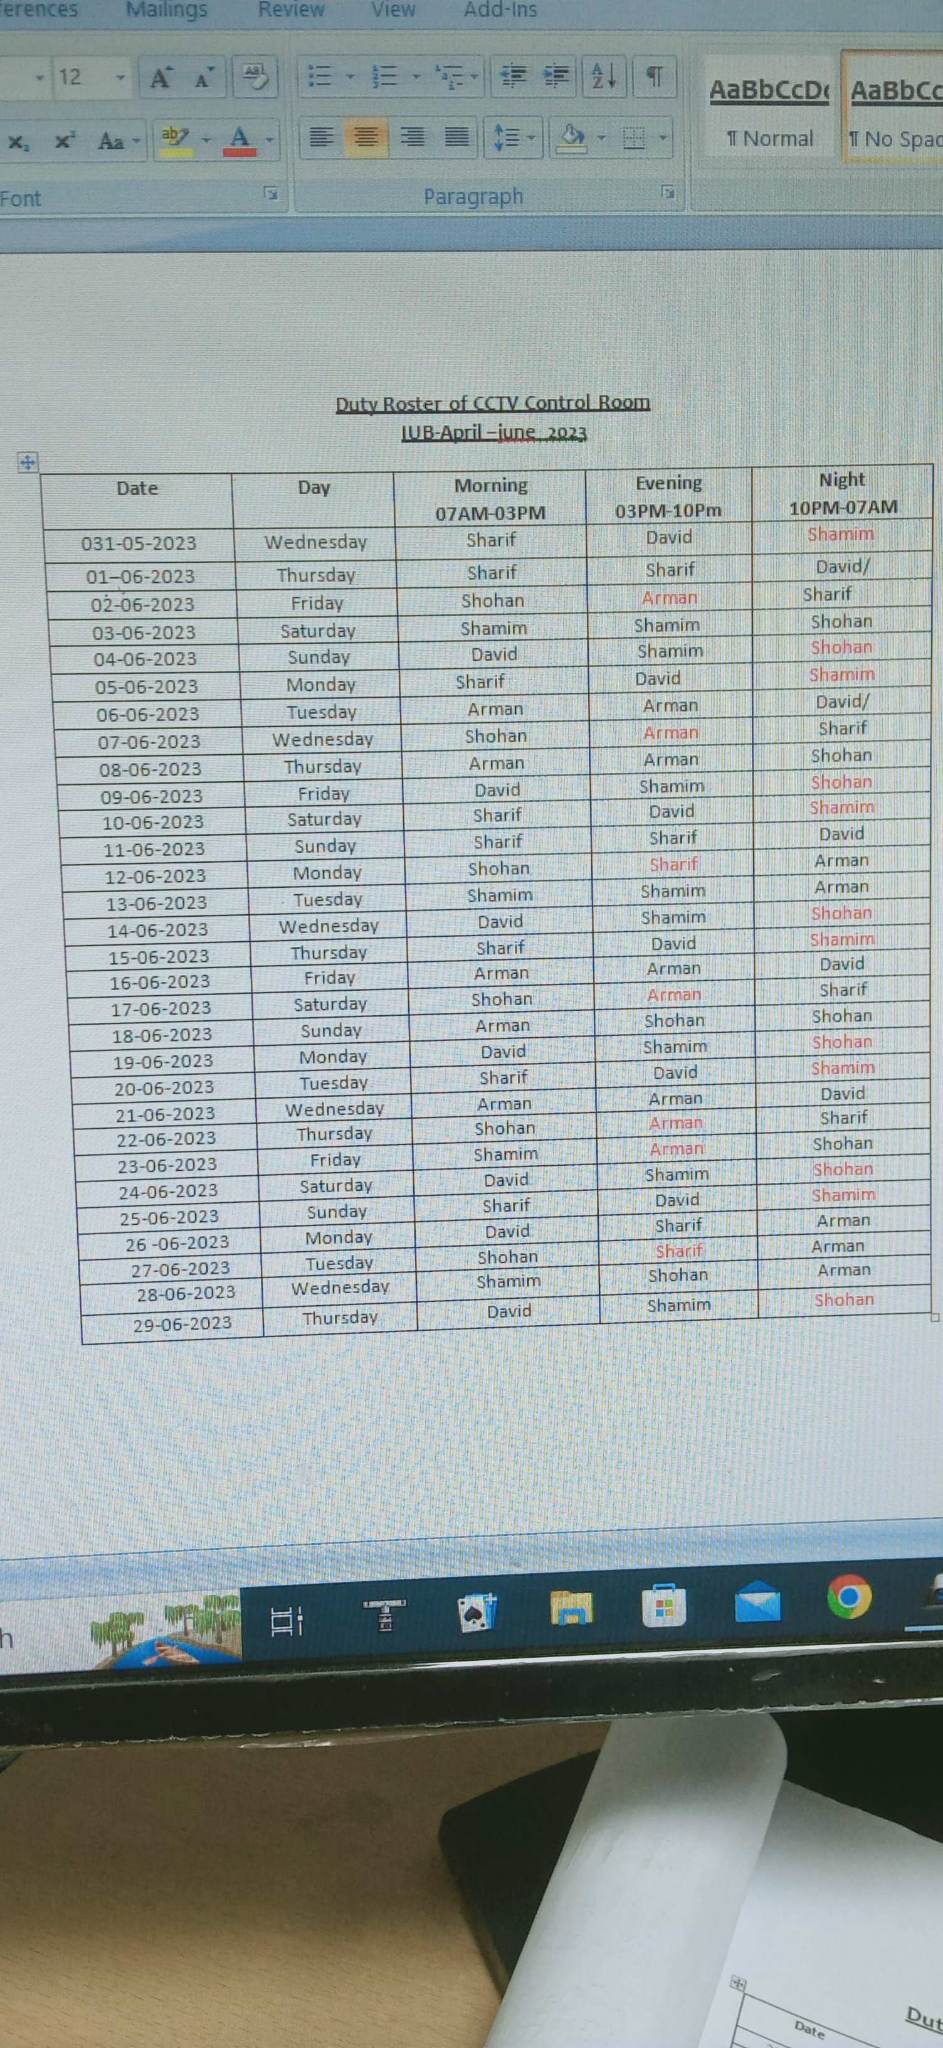 erences Mailings Review View Add-Ins
12 A A
x₂ x² Aa ab A
AaBbCcDc AaBbCc
¶ Normal ¶ No Spac
Font Paragraph
Duty Roster of CCTV Control Room
IUB-April –june 2023
Date Day Morning Evening Night
07AM-03PM 03PM-10Pm 10PM-07AM
031-05-2023 Wednesday Sharif David Shamim
01–06-2023 Thursday Sharif Sharif David/
02-06-2023 Friday Shohan Arman Sharif
03-06-2023 Saturday Shamim Shamim Shohan
04-06-2023 Sunday David Shamim Shohan
05-06-2023 Monday Sharif David Shamim
06-06-2023 Tuesday Arman Arman David/
07-06-2023 Wednesday Shohan Arman Sharif
08-06-2023 Thursday Arman Arman Shohan
09-06-2023 Friday David Shamim Shohan
10-06-2023 Saturday Sharif David Shamim
11-06-2023 Sunday Sharif Sharif David
12-06-2023 Monday Shohan Sharif Arman
13-06-2023 Tuesday Shamim Shamim Arman
14-06-2023 Wednesday David Shamim Shohan
15-06-2023 Thursday Sharif David Shamim
16-06-2023 Friday Arman Arman David
17-06-2023 Saturday Shohan Arman Sharif
18-06-2023 Sunday Arman Shohan Shohan
19-06-2023 Monday David Shamim Shohan
20-06-2023 Tuesday Sharif David Shamim
21-06-2023 Wednesday Arman Arman David
22-06-2023 Thursday Shohan Arman Sharif
23-06-2023 Friday Shamim Arman Shohan
24-06-2023 Saturday David Shamim Shohan
25-06-2023 Sunday Sharif David Shamim
26 -06-2023 Monday David Sharif Arman
27-06-2023 Tuesday Shohan Sharif Arman
28-06-2023 Wednesday Shamim Shohan Arman
29-06-2023 Thursday David Shamim Shohan
h
Dut
Date